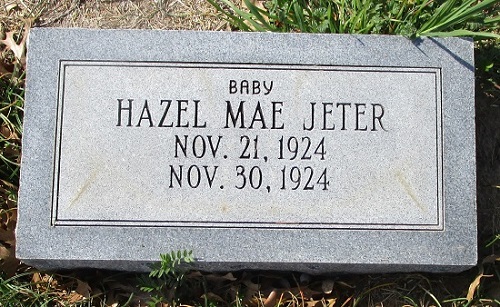 BABY
HAZEL MAE JETER
NOV. 21, 1924
NOV. 30, 1924